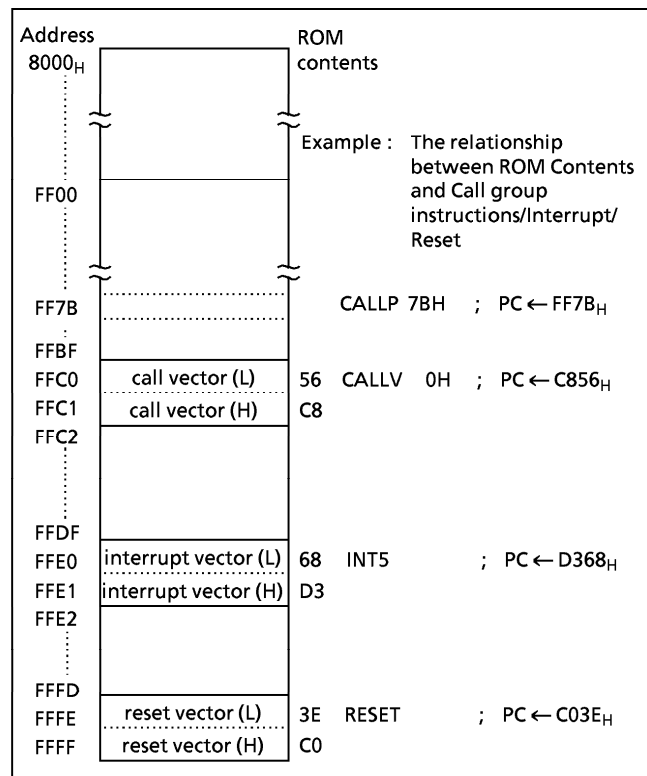 Address ROM
8000H contents
Example : The relationship
between ROM Contents
and Call group
instructions/Interrupt/
Reset
FF00
FF7B CALLP 7BH ; PC ← FF7BH
FFBF
FFC0 call vector (L) 56 CALLV 0H ; PC ← C856H
FFC1 call vector (H) C8
FFC2
FFDF
FFE0 interrupt vector (L) 68 INT5 ; PC ← D368H
FFE1 interrupt vector (H) D3
FFE2
FFFD
FFFE reset vector (L) 3E RESET ; PC ← C03EH
FFFF reset vector (H) C0